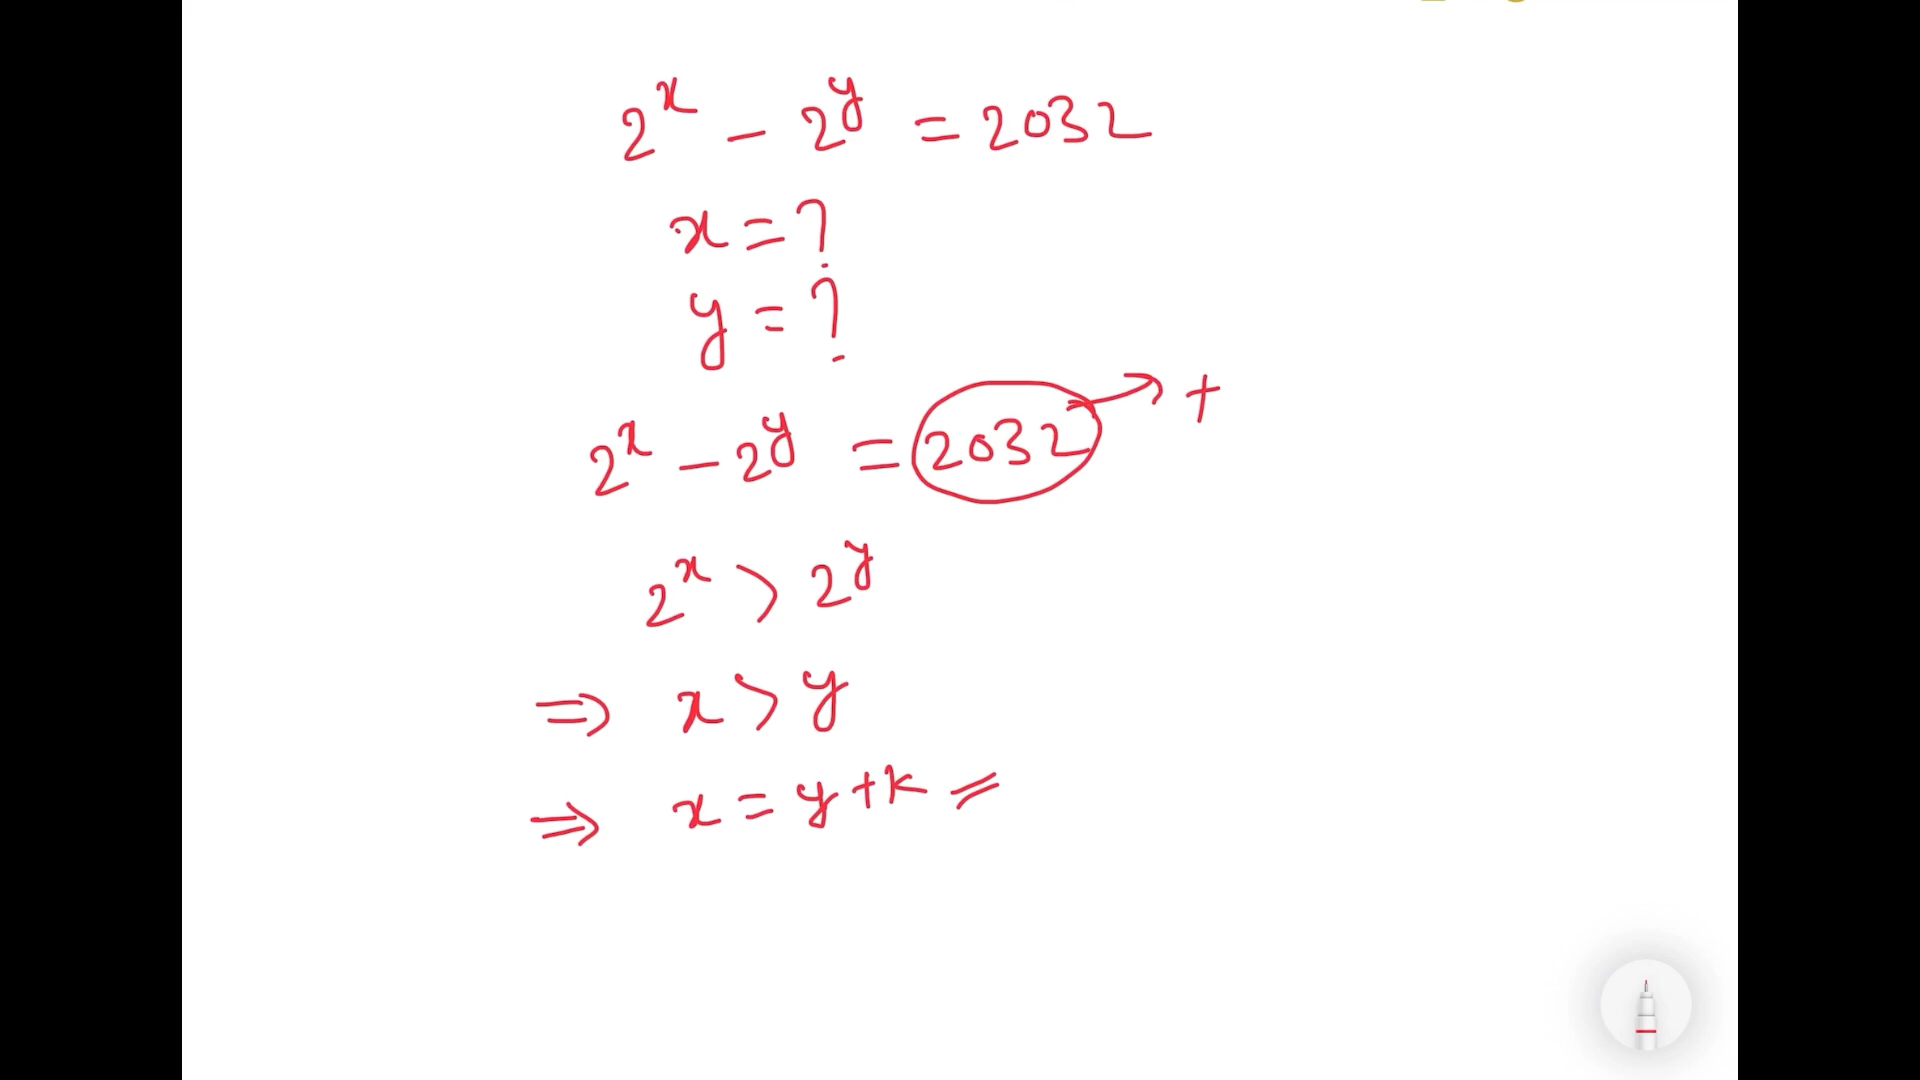 2^x - 2^y = 2032
x = ?
y = ?
2^x - 2^y = 2032 → +
2^x > 2^y
⇒ x > y
⇒ x = y + k =